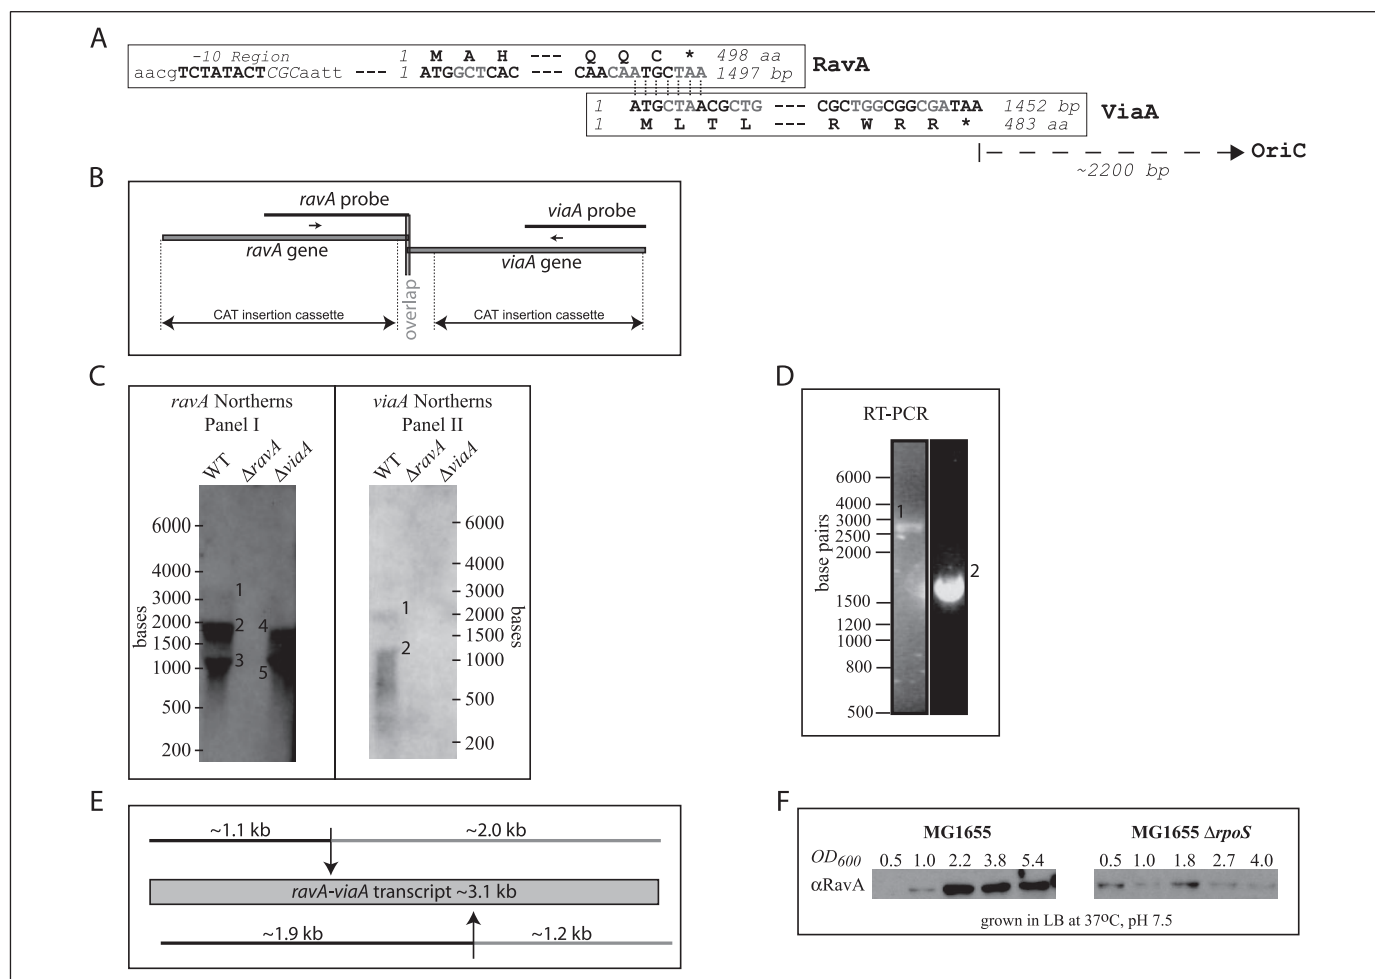 A
-10 Region 1 M A H --- Q Q C * 498 aa
aacgTCTATACTCGCaatt --- 1 ATGGCTCAC --- CAACAATGCTAA 1497 bp RavA
1 ATGCTAACGCTG --- CGCTGGCGGCGATAA 1452 bp ViaA
1 M L T L --- R W R R * 483 aa
OriC
~2200 bp
B
ravA probe
viaA probe
ravA gene
viaA gene
overlap
CAT insertion cassette CAT insertion cassette
C
ravA Northerns
Panel I
WT ΔravA ΔviaA
6000
4000
3000
2000
1500
1000
500
200
bases
1
2
3
4
5
viaA Northerns
Panel II
WT ΔravA ΔviaA
6000
4000
3000
2000
1500
1000
500
200
bases
1
2
D
RT-PCR
6000
4000
3000
2500
2000
1500
1200
1000
800
500
base pairs
1
2
E
~1.1 kb ~2.0 kb
ravA-viaA transcript ~3.1 kb
~1.9 kb ~1.2 kb
F
MG1655 MG1655 ΔrpoS
OD600 0.5 1.0 2.2 3.8 5.4 0.5 1.0 1.8 2.7 4.0
αRavA
grown in LB at 37ºC, pH 7.5